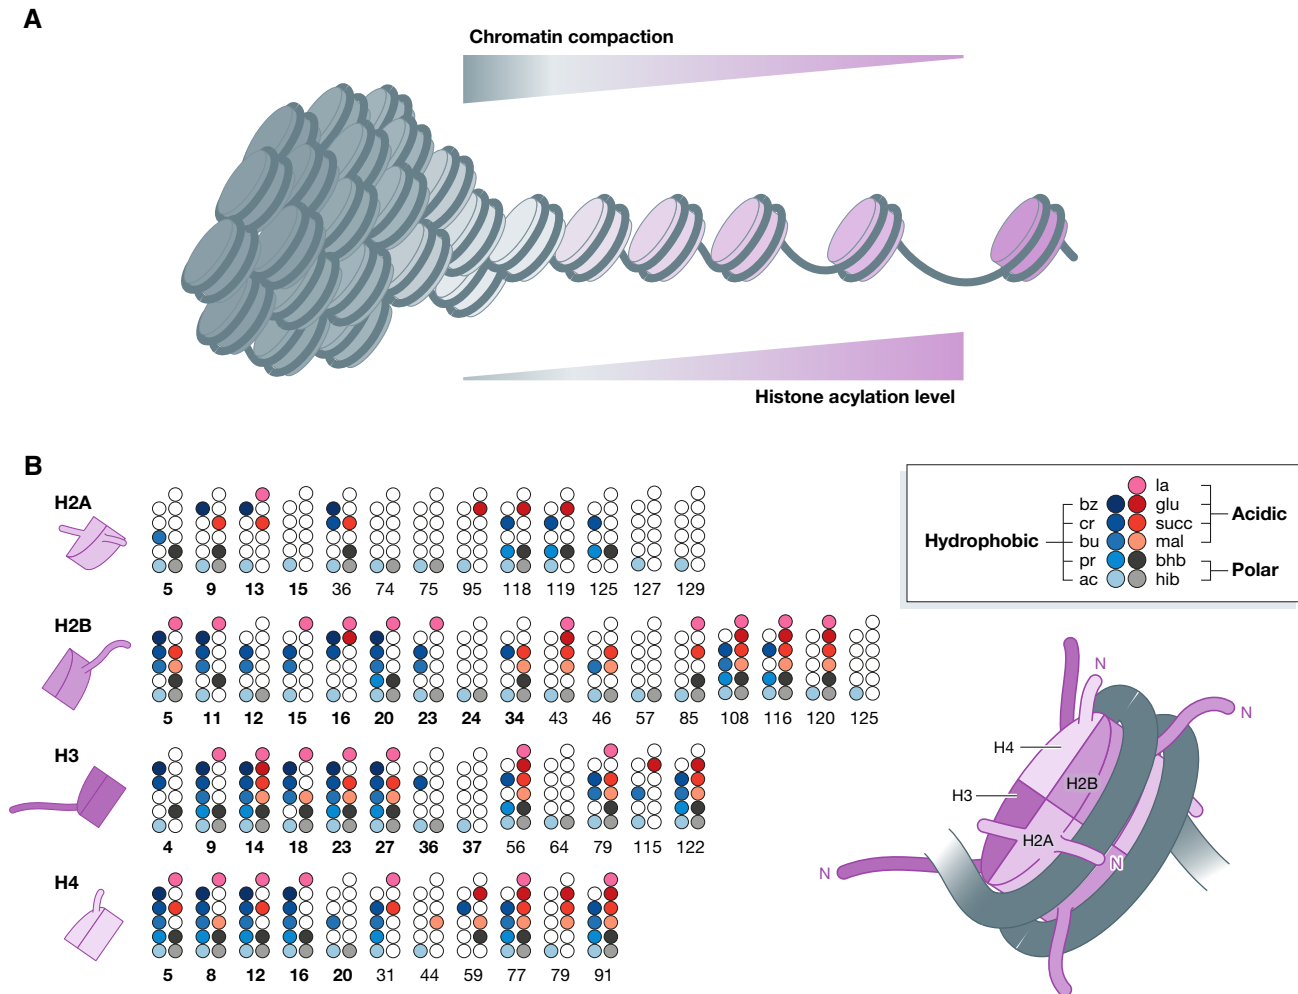 A
Chromatin compaction
Histone acylation level
B
H2A
5 9 13 15 36 74 75 95 118 119 125 127 129
H2B
5 11 12 15 16 20 23 24 34 43 46 57 85 108 116 120 125
H3
4 9 14 18 23 27 36 37 56 64 79 115 122
H4
5 8 12 16 20 31 44 59 77 79 91
la
bz glu
cr succ Acidic
Hydrophobic bu mal
pr bhb
ac hib Polar
N
N
H4
H2B
H3
H2A
N
N